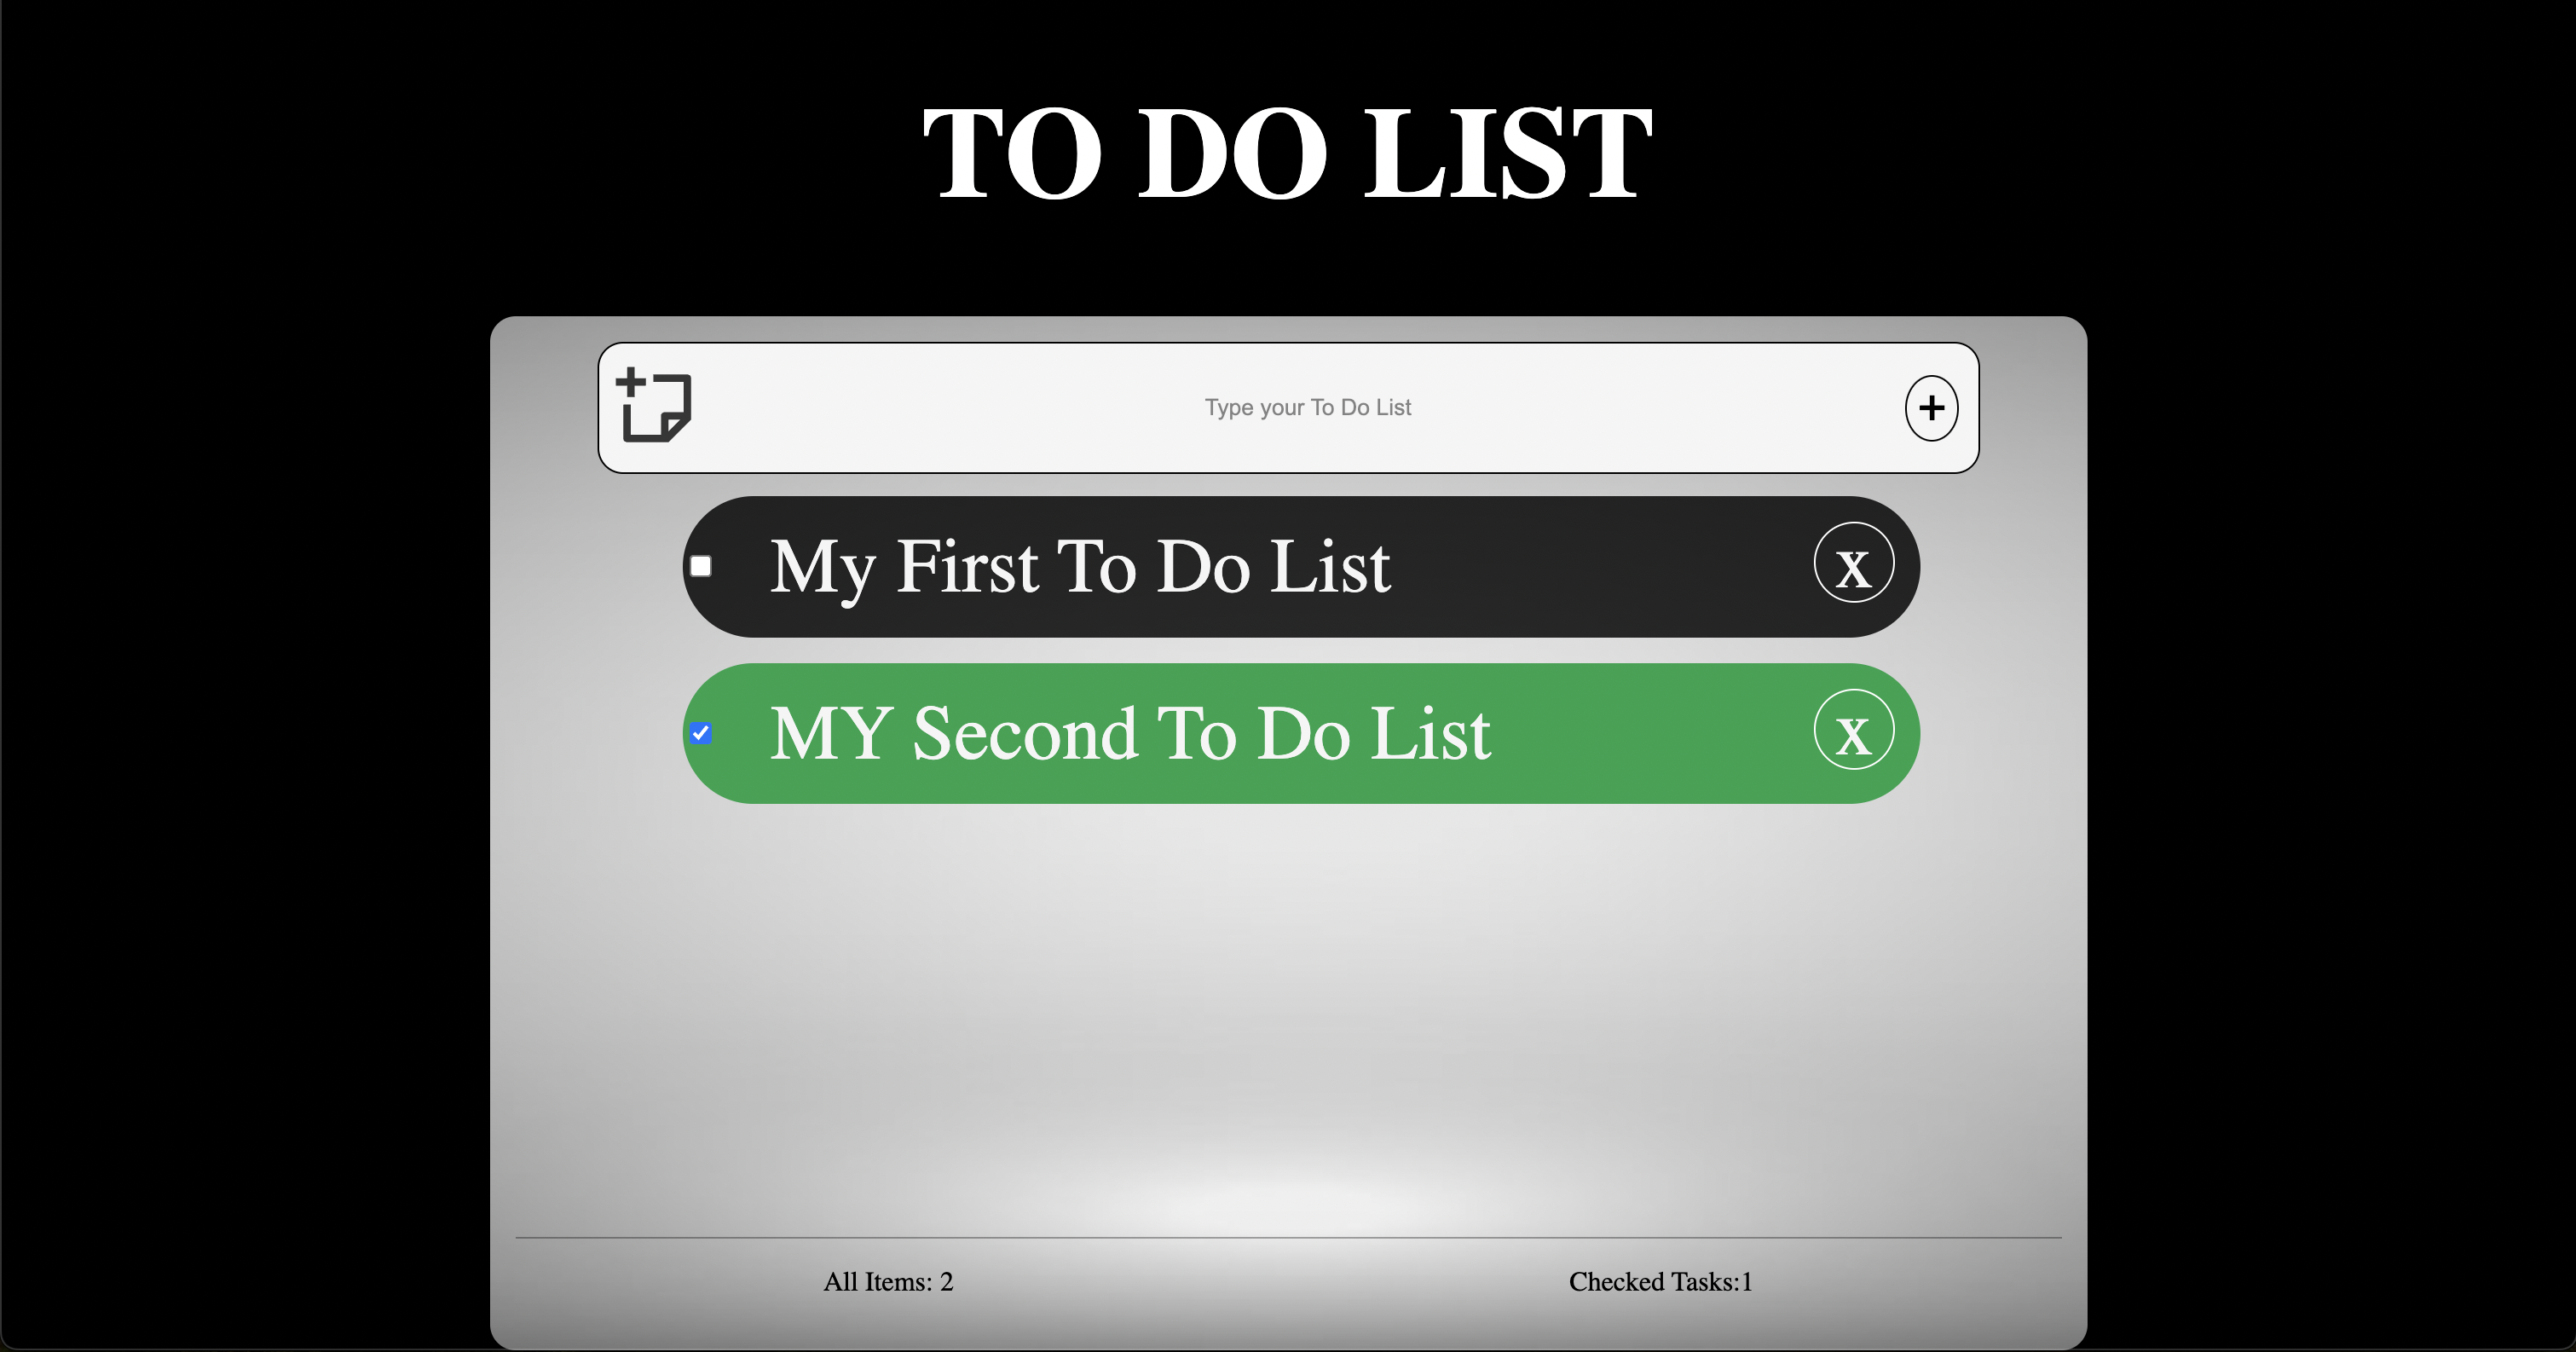 TO DO LIST
Type your To Do List
+
My First To Do List
X
MY Second To Do List
X
All Items: 2
Checked Tasks:1